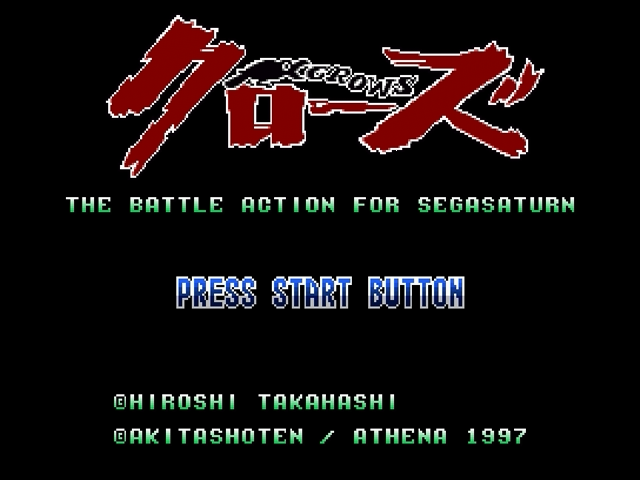 クローズ
CROWS
THE BATTLE ACTION FOR SEGASATURN
PRESS START BUTTON
©HIROSHI TAKAHASHI
©AKITASHOTEN / ATHENA 1997